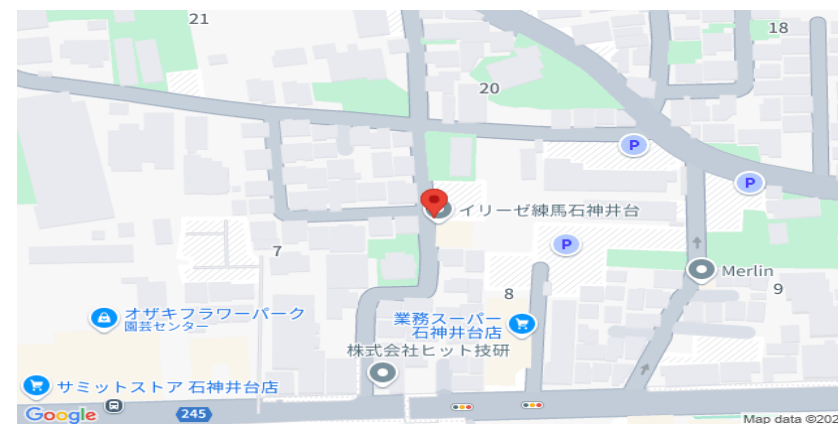 21
18
20
P
P
イリーゼ練馬石神井台
P
7
Merlin
9
8
オザキフラワーパーク
園芸センター
業務スーパー
石神井台店
株式会社ヒット技研
サミットストア 石神井台店
Google
245
Map data ©202